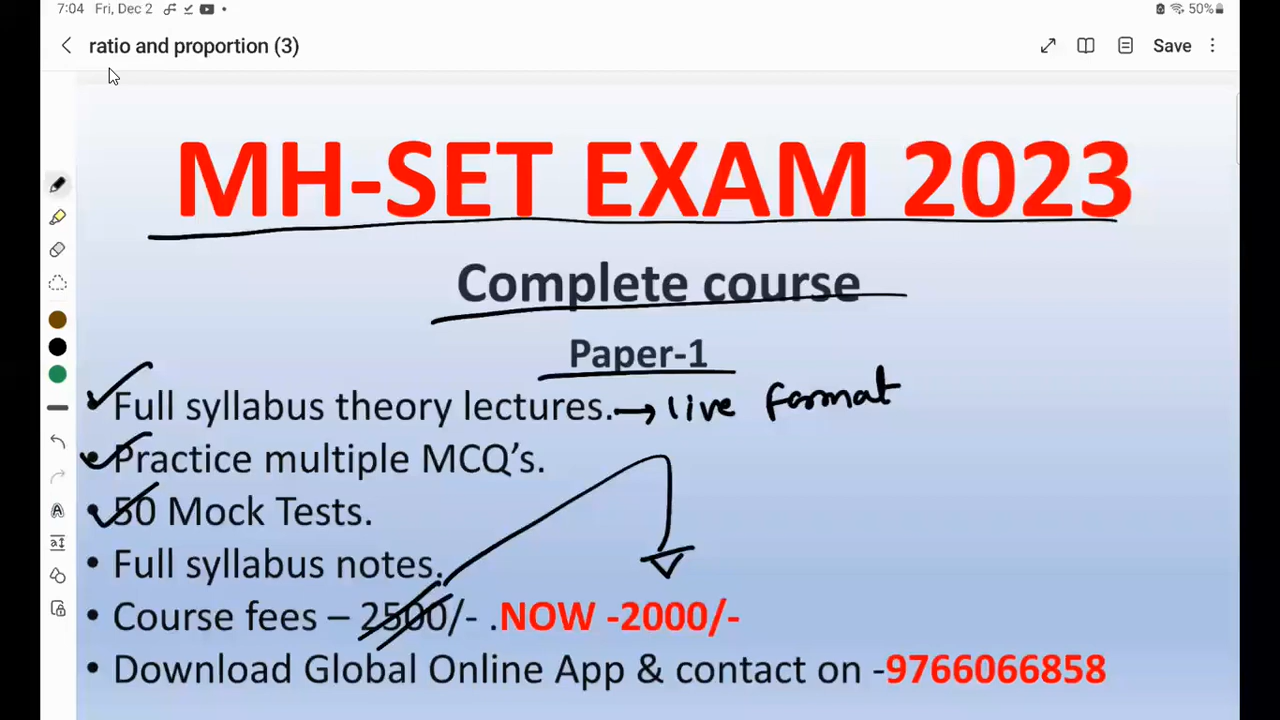 7:04 Fri, Dec 2
50%
ratio and proportion (3)
Save
MH-SET EXAM 2023
Complete course
Paper-1
Full syllabus theory lectures. → live format
• Practice multiple MCQ's.
• 50 Mock Tests.
• Full syllabus notes.
• Course fees – 2500/- .NOW -2000/-
• Download Global Online App & contact on -9766066858